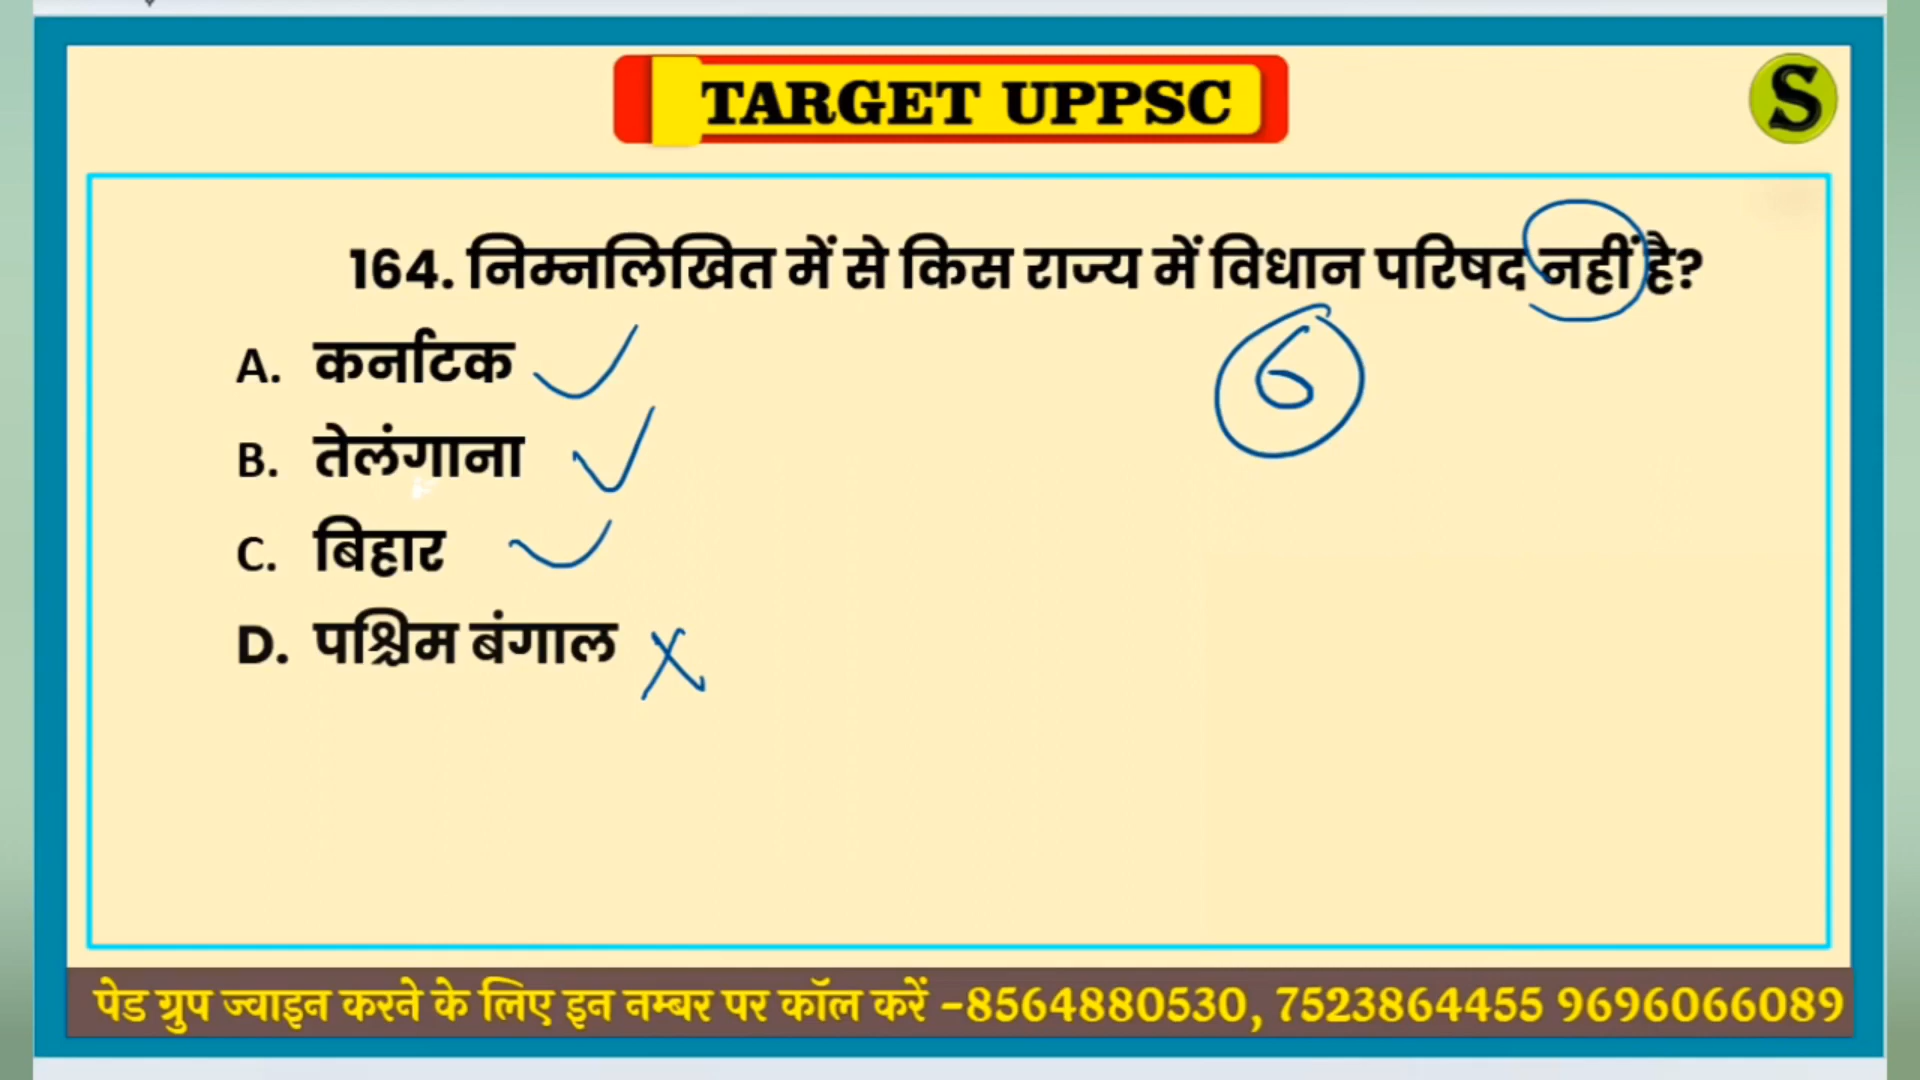 TARGET UPPSC
S
164. निम्नलिखित में से किस राज्य में विधान परिषद नहीं है?
6
A. कर्नाटक
B. तेलंगाना
C. बिहार
D. पश्चिम बंगाल
पेड ग्रुप ज्वाइन करने के लिए इन नम्बर पर कॉल करें -8564880530, 7523864455 9696066089